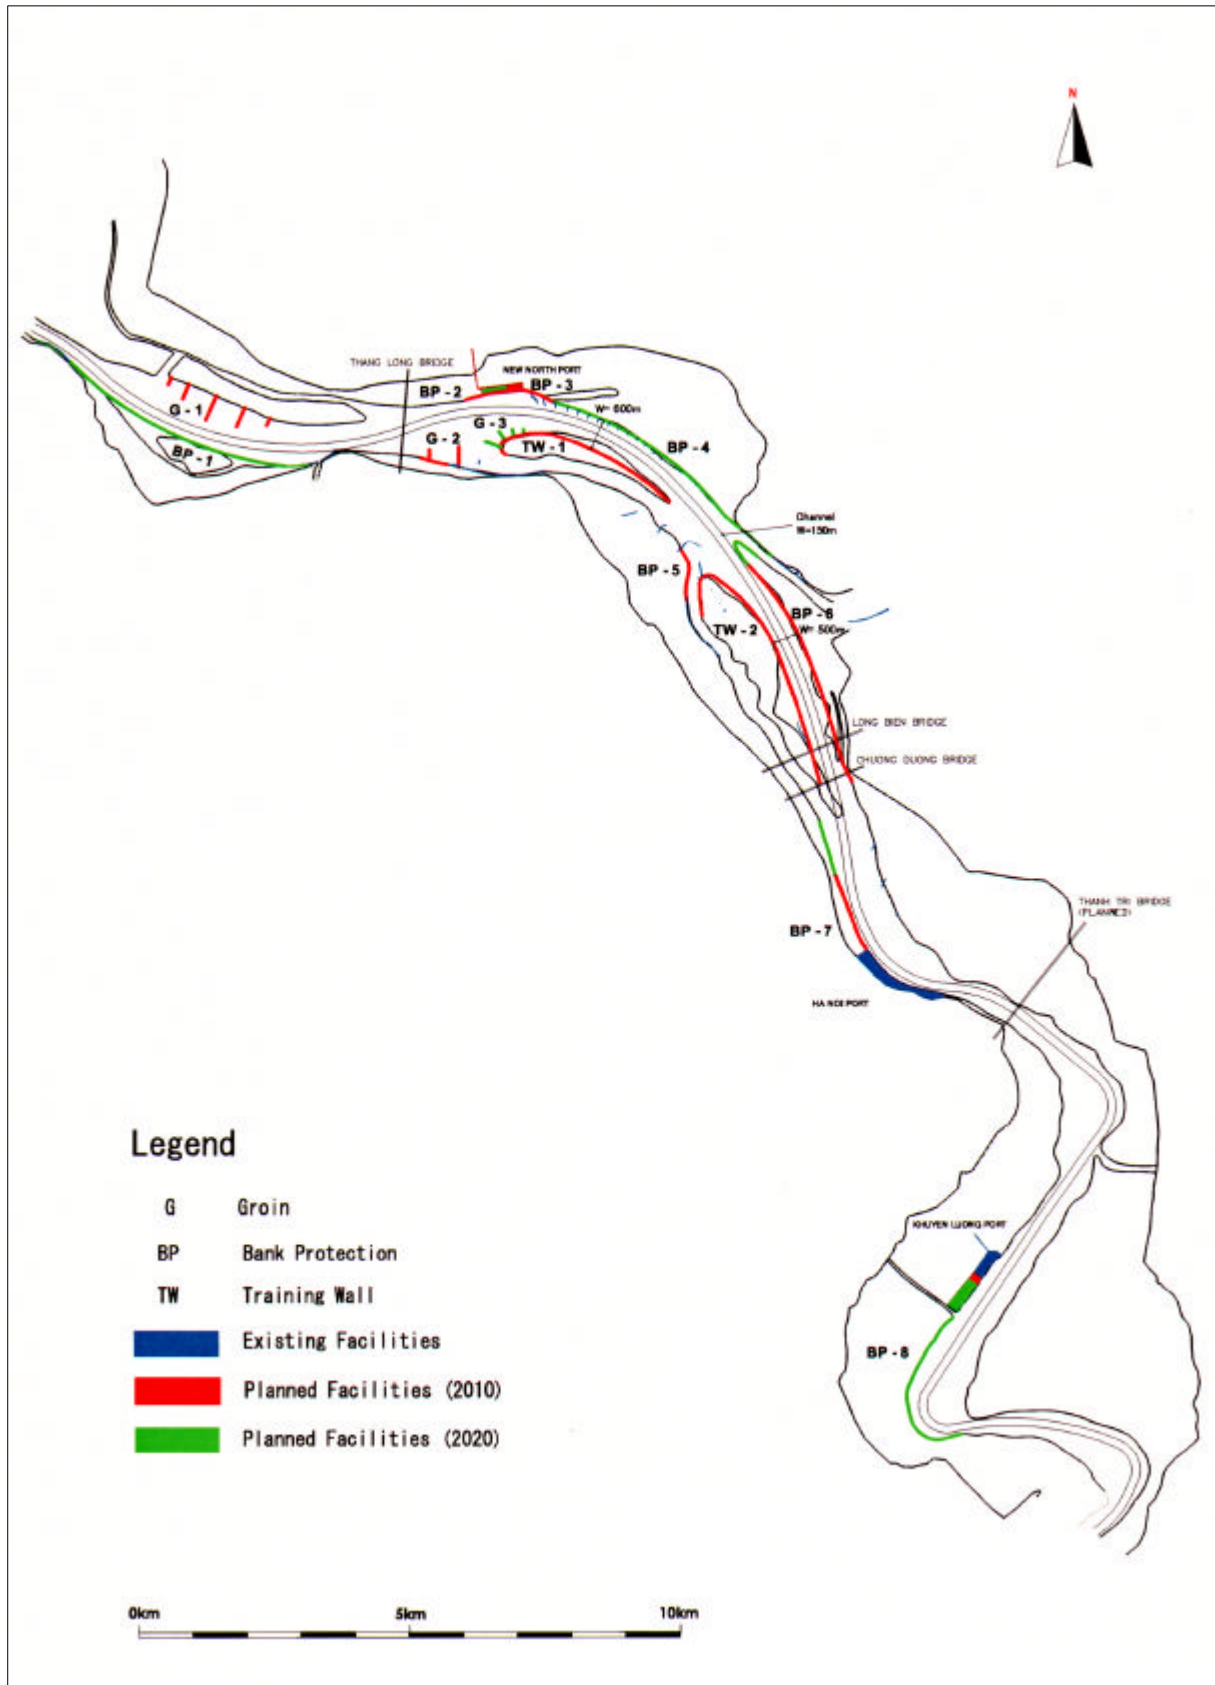 N
THANG LONG BRIDGE
NEW NORTH PORT
BP - 2
BP - 3
W= 600m
G - 1
G - 3
G - 2
TW - 1
BP - 4
BP - 1
Channel
W=150m
BP - 5
BP - 6
TW - 2
W= 500m
LONG BIEN BRIDGE
CHUONG DUONG BRIDGE
THANH TRI BRIDGE
(PLANNED)
BP - 7
HA NOI PORT
Legend
G Groin
BP Bank Protection
TW Training Wall
Existing Facilities
Planned Facilities (2010)
Planned Facilities (2020)
KHUYEN LUONG PORT
BP - 8
0km 5km 10km